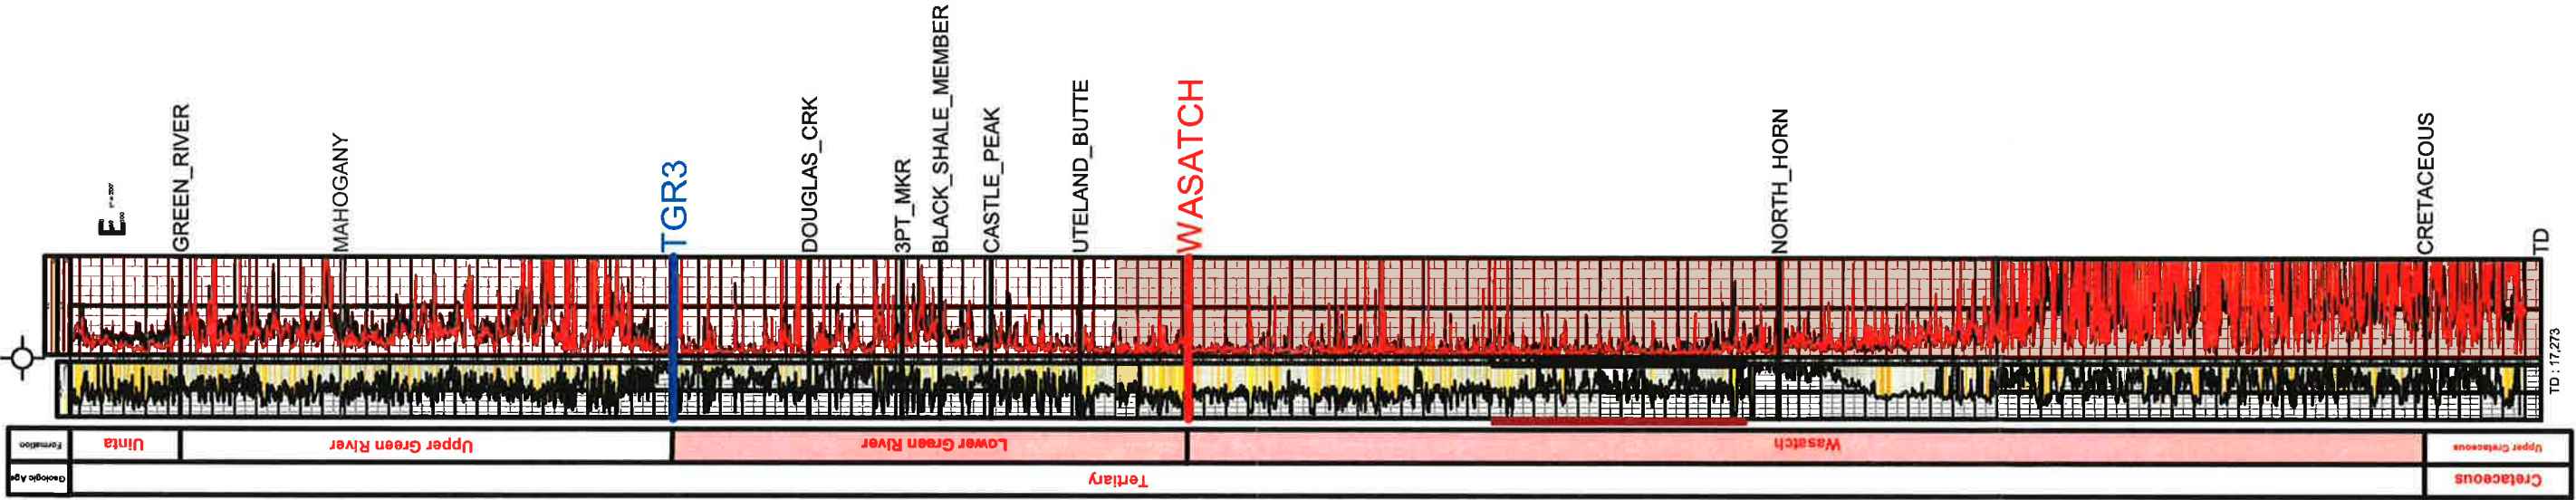 E
GREEN_RIVER
MAHOGANY
TGR3
DOUGLAS_CRK
3PT_MKR
BLACK_SHALE_MEMBER
CASTLE_PEAK
UTELAND_BUTTE
WASATCH
NORTH_HORN
CRETACEOUS
TD
TD : 17,273
Formation
Uinta
Upper Green River
Lower Green River
Wasatch
Upper Cretaceous
Geologic Age
Tertiary
Cretaceous